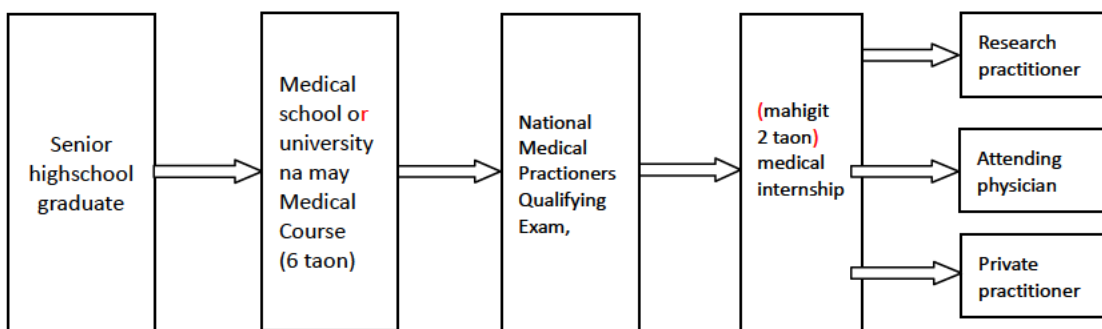 Senior
highschool
graduate
Medical
school or
university
na may
Medical
Course
(6 taon)
National
Medical
Practioners
Qualifying
Exam,
(mahigit
2 taon)
medical
internship
Research
practitioner
Attending
physician
Private
practitioner